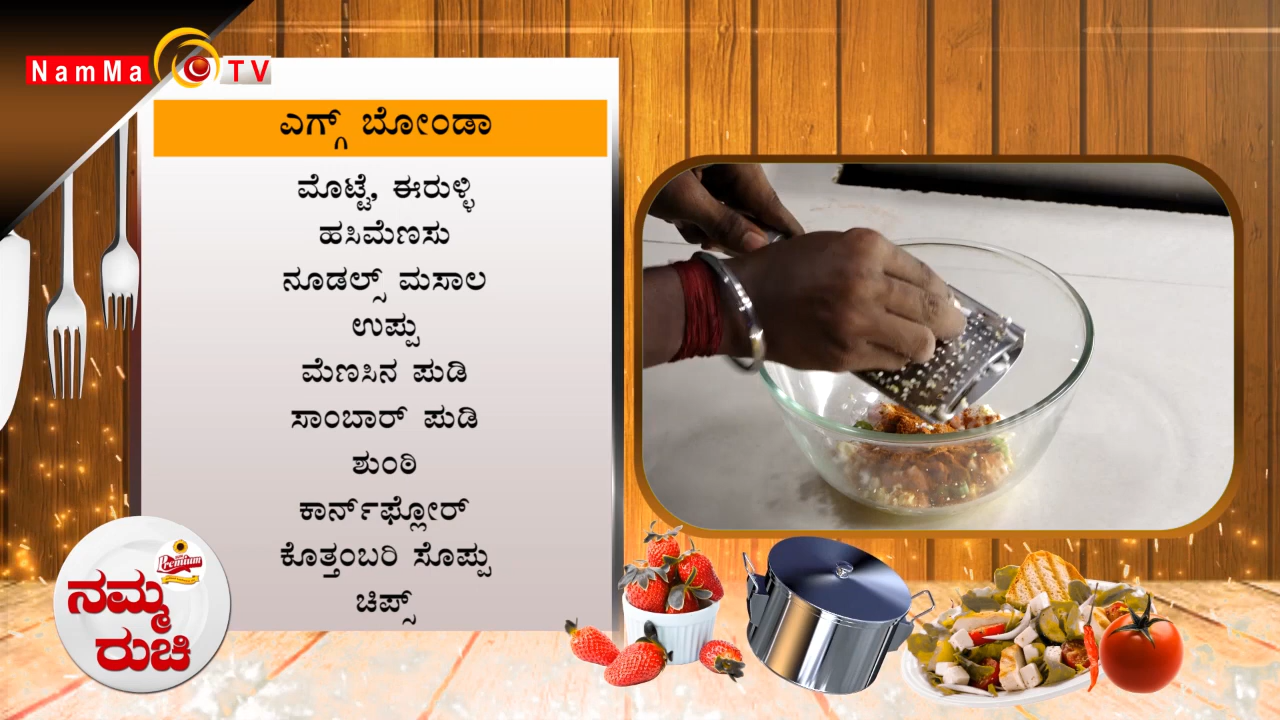 NamMa TV
ಎಗ್ಗ್ ಬೋಂಡಾ
ಮೊಟ್ಟೆ, ಈರುಳ್ಳಿ
ಹಸಿಮೆಣಸು
ನೂಡಲ್ಸ್ ಮಸಾಲ
ಉಪ್ಪು
ಮೆಣಸಿನ ಪುಡಿ
ಸಾಂಬಾರ್ ಪುಡಿ
ಶುಂಠಿ
ಕಾರ್ನ್‌ಫ್ಲೋರ್
ಕೊತ್ತಂಬರಿ ಸೊಪ್ಪು
ಚಿಪ್ಸ್
Premium
ನಮ್ಮ
ರುಚಿ